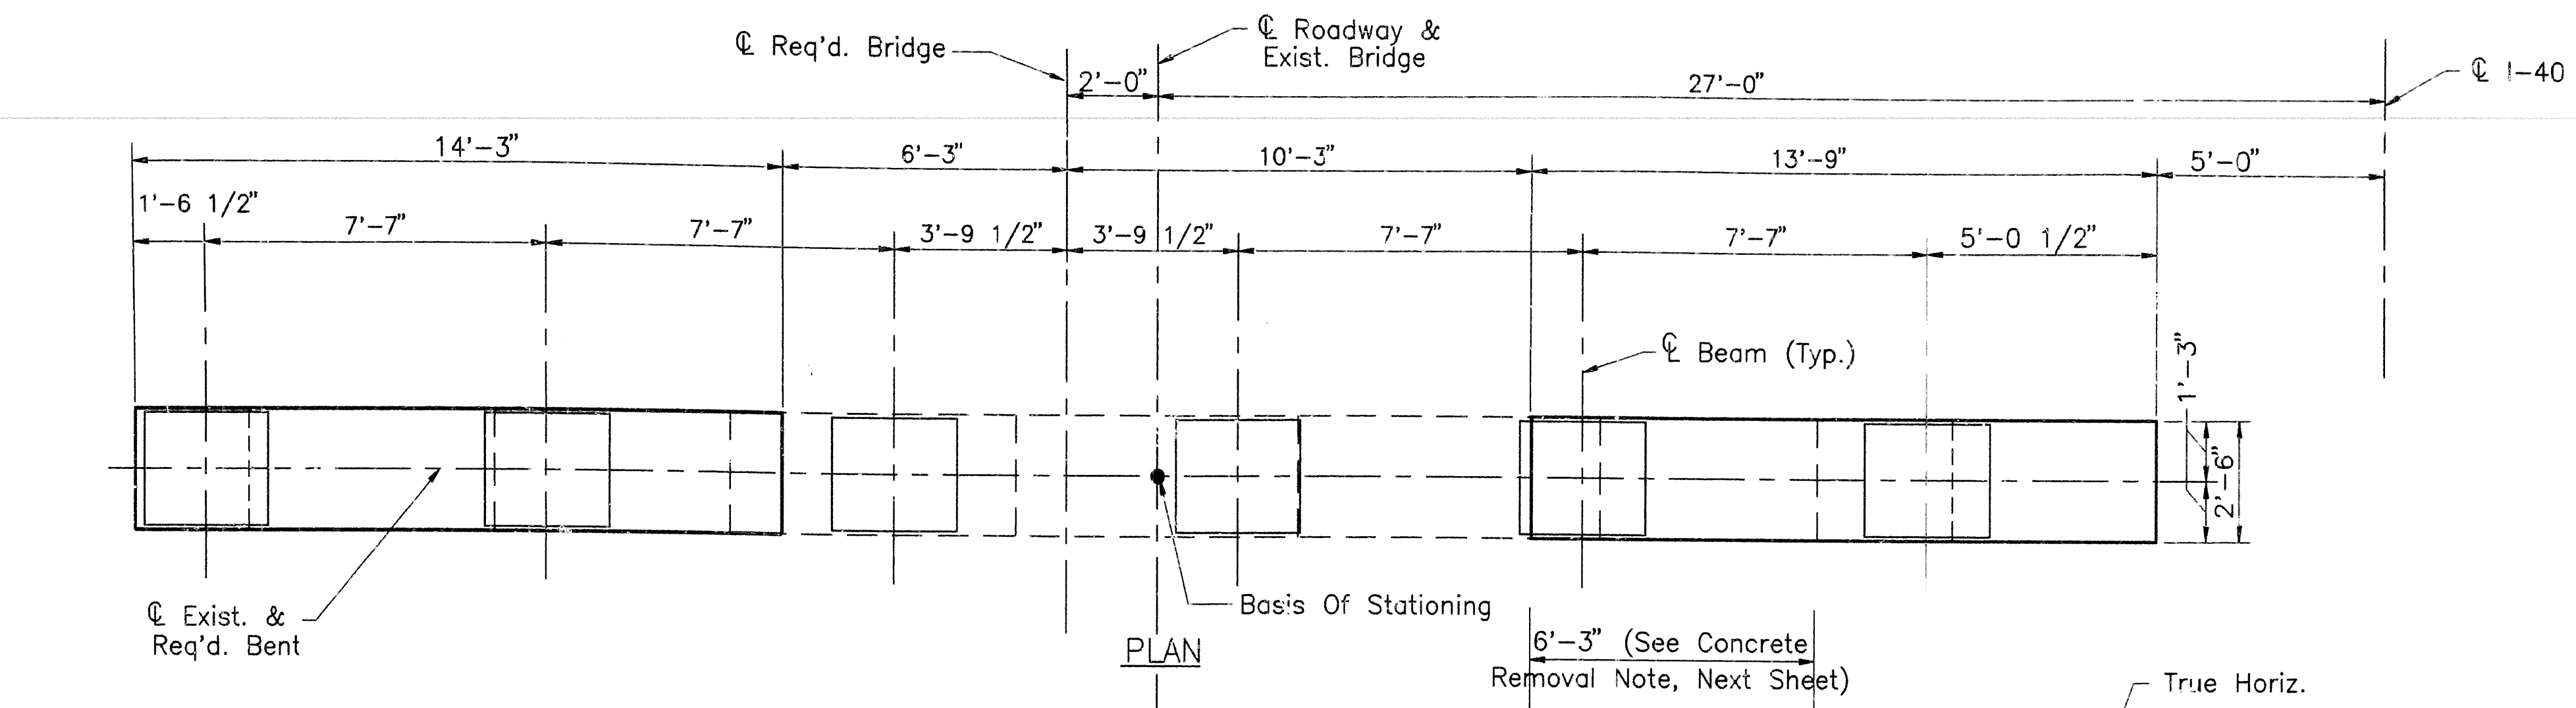 ℄ Req'd. Bridge
℄ Roadway &
Exist. Bridge
℄ I-40
2'-0"
27'-0"
14'-3"
6'-3"
10'-3"
13'-9"
5'-0"
1'-6 1/2"
7'-7"
7'-7"
3'-9 1/2"
3'-9 1/2"
7'-7"
7'-7"
5'-0 1/2"
℄ Beam (Typ.)
1'-3"
2'-6"
℄ Exist. &
Req'd. Bent
Basis Of Stationing
PLAN
6'-3" (See Concrete
Removal Note, Next Sheet)
True Horiz.